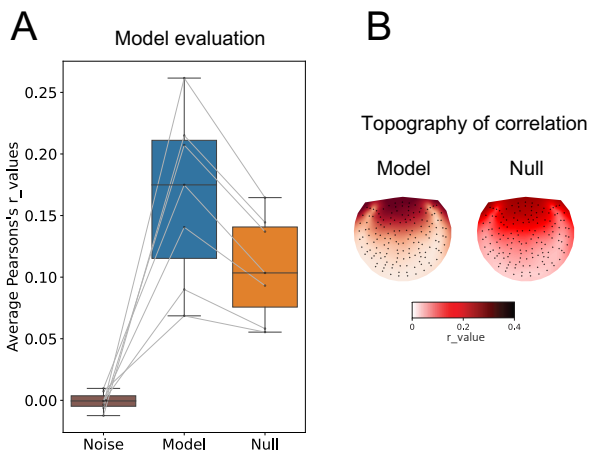 A
Model evaluation
Average Pearsons's r_values
0.25
0.20
0.15
0.10
0.05
0.00
Noise
Model
Null
B
Topography of correlation
Model
Null
0
0.2
0.4
r_value